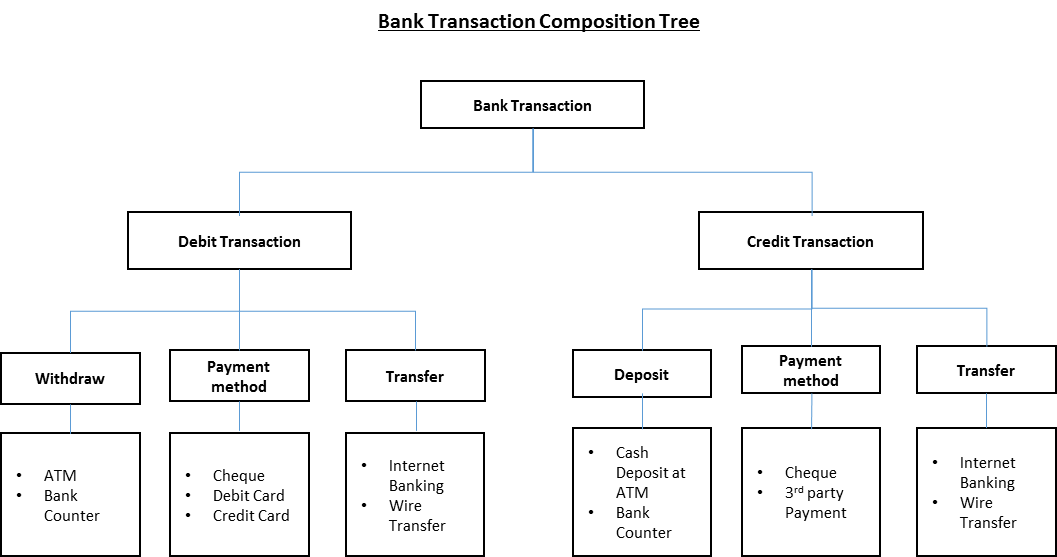 Bank Transaction Composition Tree
Bank Transaction
Debit Transaction
Credit Transaction
Withdraw
Payment
method
Transfer
Deposit
Payment
method
Transfer
• ATM
• Bank
Counter
• Cheque
• Debit Card
• Credit Card
• Internet
Banking
• Wire
Transfer
• Cash
Deposit at
ATM
• Bank
Counter
• Cheque
• 3rd party
Payment
• Internet
Banking
• Wire
Transfer